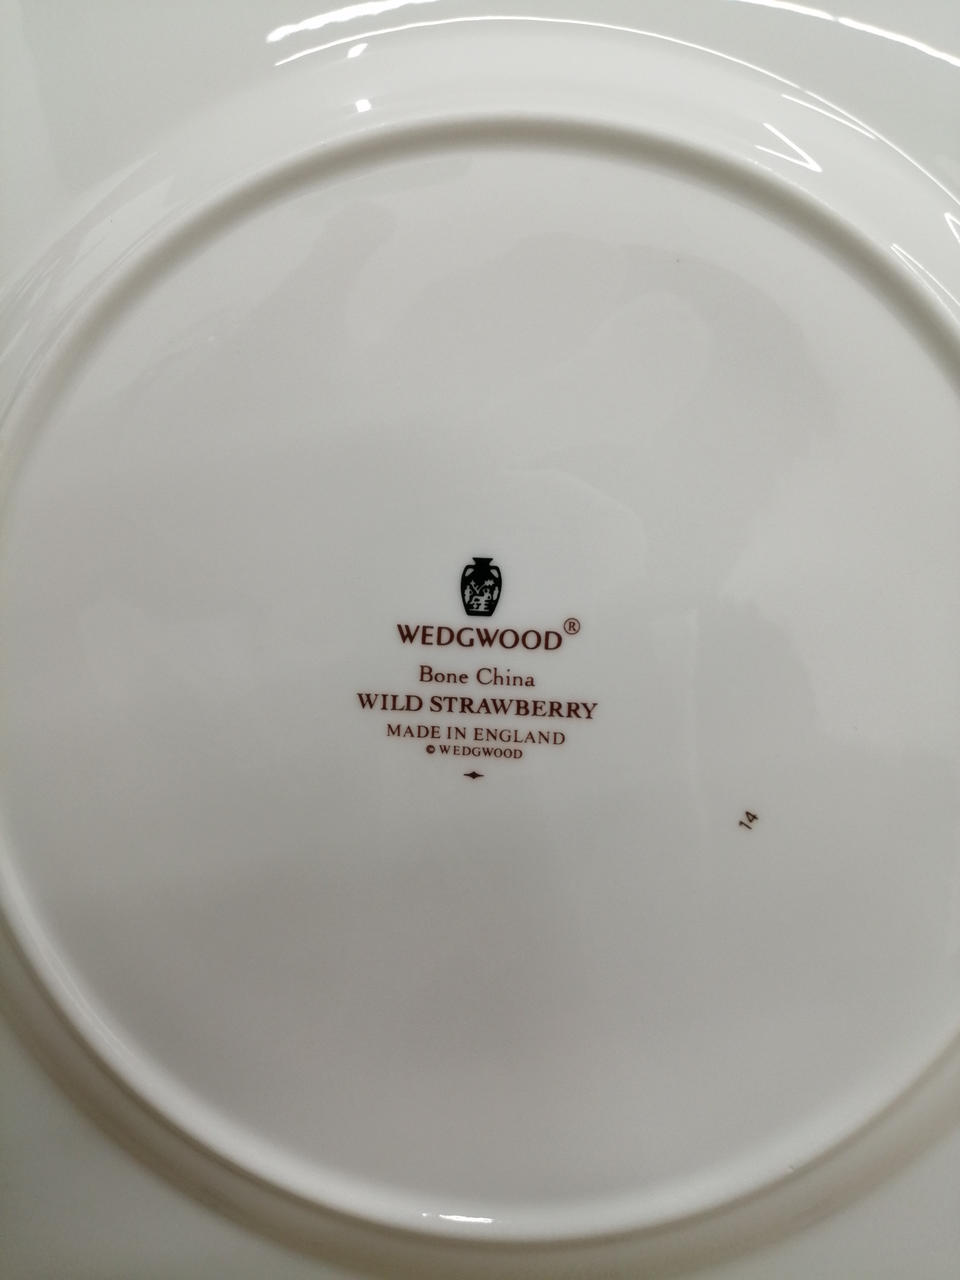 WEDGWOOD®
Bone China
WILD STRAWBERRY
MADE IN ENGLAND
© WEDGWOOD
14